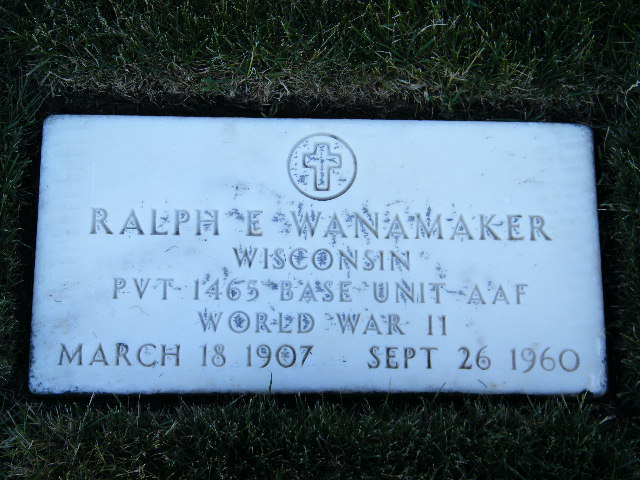 RALPH E WANAMAKER
WISCONSIN
PVT 1465 BASE UNIT AAF
WORLD WAR II
MARCH 18 1907 SEPT 26 1960